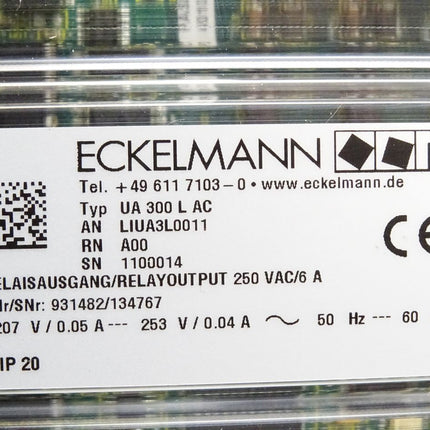 ECKELMANN
Tel. +49 611 7103-0 • www.eckelmann.de
Typ UA 300 L AC
AN LIUA3L0011
RN A00
SN 1100014
CE
ELAISAUSGANG/RELAYOUTPUT 250 VAC/6 A
Nr/SNr: 931482/134767
207 V / 0.05 A --- 253 V / 0.04 A ~ 50 Hz --- 60
IP 20